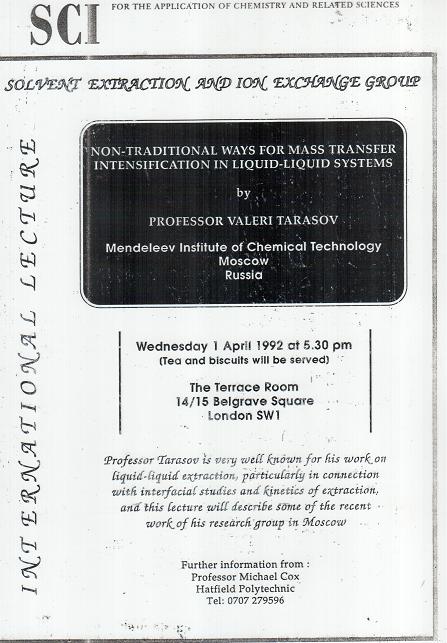 SCI
FOR THE APPLICATION OF CHEMISTRY AND RELATED SCIENCES
SOLVENT EXTRACTION AND ION EXCHANGE GROUP
INTERNATIONAL LECTURE
NON-TRADITIONAL WAYS FOR MASS TRANSFER
INTENSIFICATION IN LIQUID-LIQUID SYSTEMS
by
PROFESSOR VALERI TARASOV
Mendeleev Institute of Chemical Technology
Moscow
Russia
Wednesday 1 April 1992 at 5.30 pm
(Tea and biscuits will be served)
The Terrace Room
14/15 Belgrave Square
London SW1
Professor Tarasov is very well known for his work on
liquid-liquid extraction, particularly in connection
with interfacial studies and kinetics of extraction,
and this lecture will describe some of the recent
work of his research group in Moscow
Further information from :
Professor Michael Cox
Hatfield Polytechnic
Tel: 0707 279596